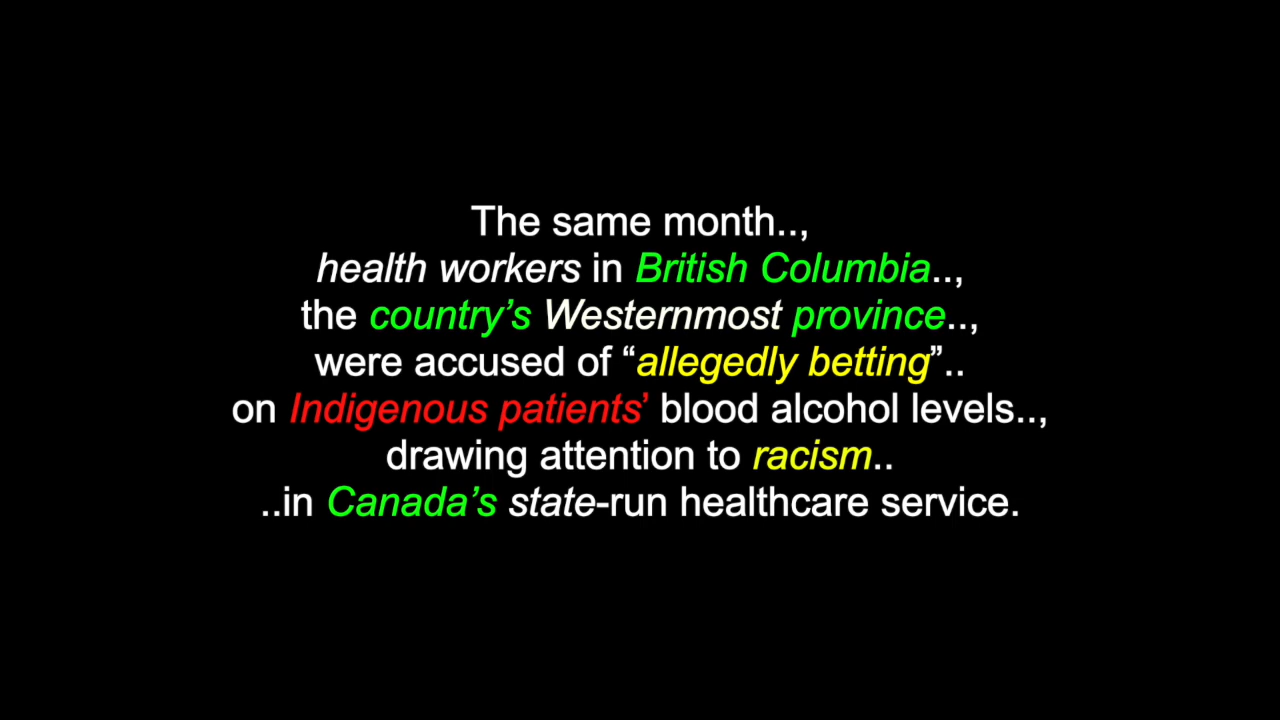 The same month..,
health workers in British Columbia..,
the country’s Westernmost province..,
were accused of “allegedly betting”..
on Indigenous patients’ blood alcohol levels..,
drawing attention to racism..
..in Canada’s state-run healthcare service.